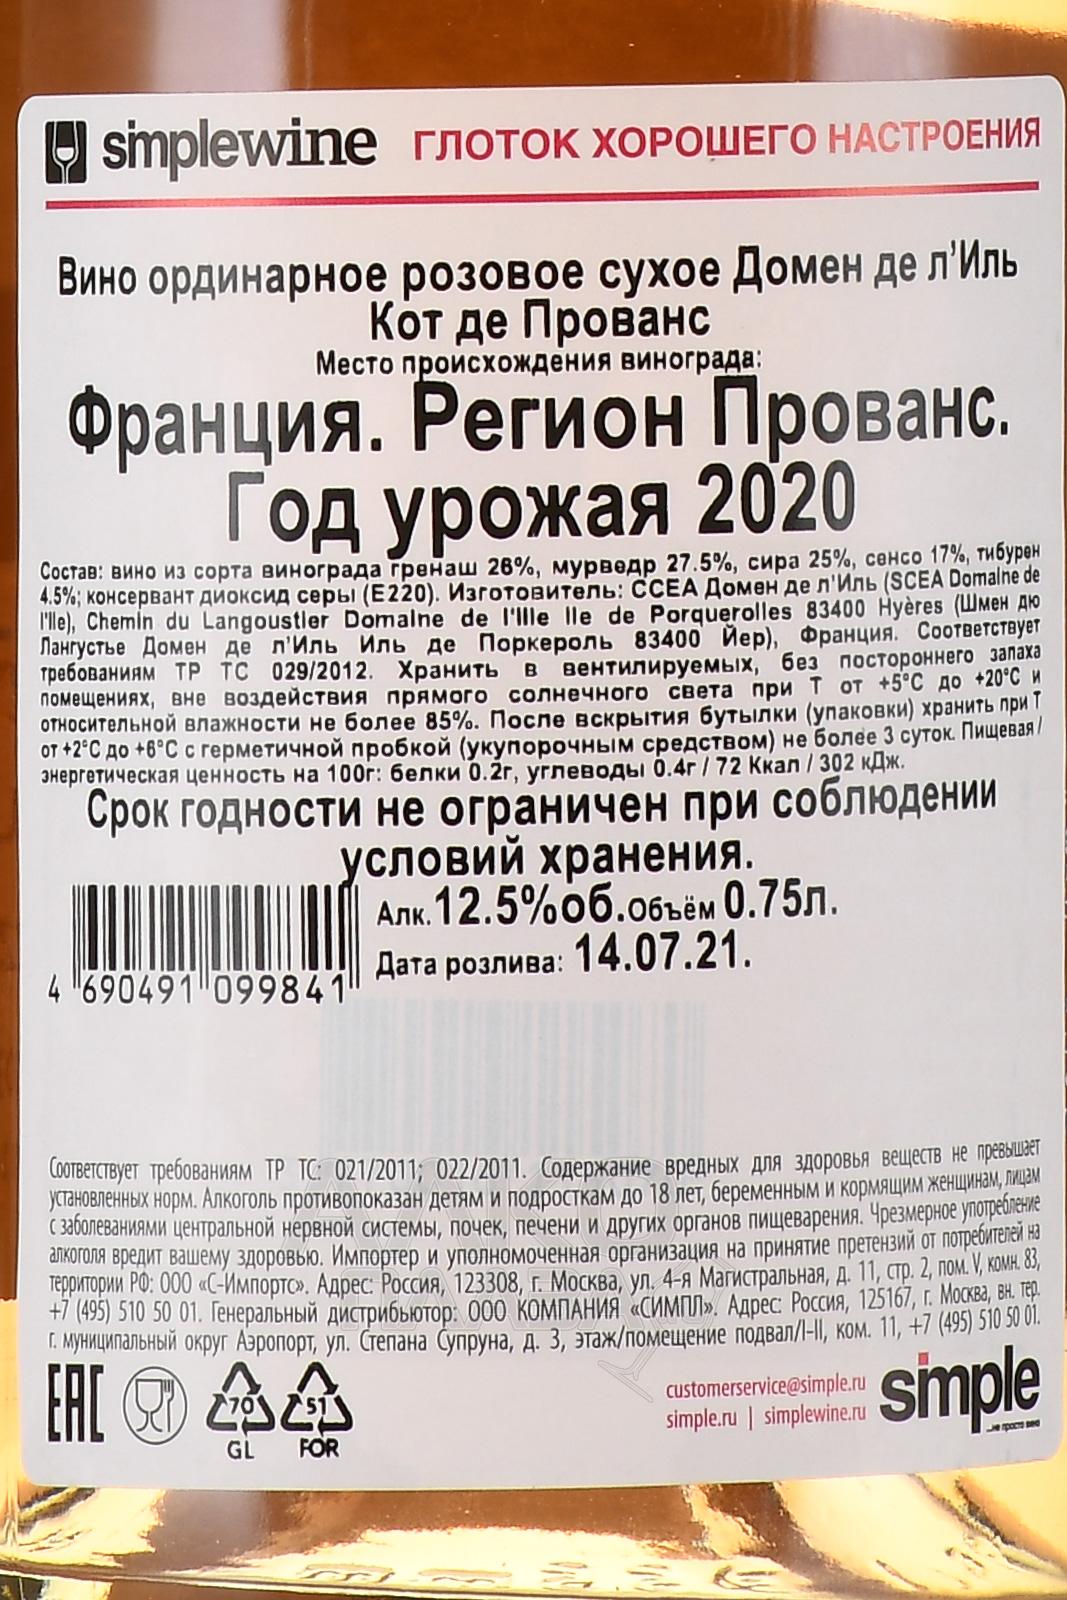 simplewine ГЛОТОК ХОРОШЕГО НАСТРОЕНИЯ
Вино ординарное розовое сухое Домен де л’Иль
Кот де Прованс
Место происхождения винограда:
Франция. Регион Прованс.
Год урожая 2020
Состав: вино из сорта винограда гренаш 26%, мурведр 27.5%, сира 25%, сенсо 17%, тибурен
4.5%; консервант диоксид серы (Е220). Изготовитель: ССЕА Домен де л'Иль (SCEA Domaine de
l'Ile), Chemin du Langoustier Domaine de l'Ille Ile de Porquerolles 83400 Hyères (Шмен дю
Лангустье Домен де л'Иль Иль де Поркероль 83400 Йер), Франция. Соответствует
требованиям ТР ТС 029/2012. Хранить в вентилируемых, без постороннего запаха
помещениях, вне воздействия прямого солнечного света при Т от +5°С до +20°С и
относительной влажности не более 85%. После вскрытия бутылки (упаковки) хранить при Т
от +2°С до +6°С с герметичной пробкой (укупорочным средством) не более 3 суток. Пищевая /
энергетическая ценность на 100г: белки 0.2г, углеводы 0.4г / 72 Ккал / 302 кДж.
Срок годности не ограничен при соблюдении
условий хранения.
Алк. 12.5%об. Объём 0.75л.
Дата розлива: 14.07.21.
4 690491 099841
Соответствует требованиям ТР ТС: 021/2011; 022/2011. Содержание вредных для здоровья веществ не превышает
установленных норм. Алкоголь противопоказан детям и подросткам до 18 лет, беременным и кормящим женщинам, лицам
с заболеваниями центральной нервной системы, почек, печени и других органов пищеварения. Чрезмерное употребление
алкоголя вредит вашему здоровью. Импортер и уполномоченная организация на принятие претензий от потребителей на
территории РФ: ООО «С-Импортс». Адрес: Россия, 123308, г. Москва, ул. 4-я Магистральная, д. 11, стр. 2, пом. V, комн. 83,
+7 (495) 510 50 01. Генеральный дистрибьютор: ООО КОМПАНИЯ «СИМПЛ». Адрес: Россия, 125167, г. Москва, вн. тер.
г. муниципальный округ Аэропорт, ул. Степана Супруна, д. 3, этаж/помещение подвал/I-II, ком. 11, +7 (495) 510 50 01.
EAC 70 GL 51 FOR
customerservice@simple.ru
simple.ru | simplewine.ru
simple
...не просто вино